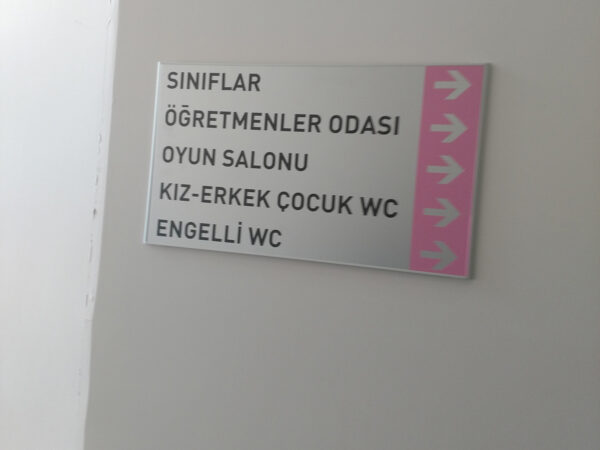 SINIFLAR
ÖĞRETMENLER ODASI
OYUN SALONU
KIZ-ERKEK ÇOCUK WC
ENGELLİ WC